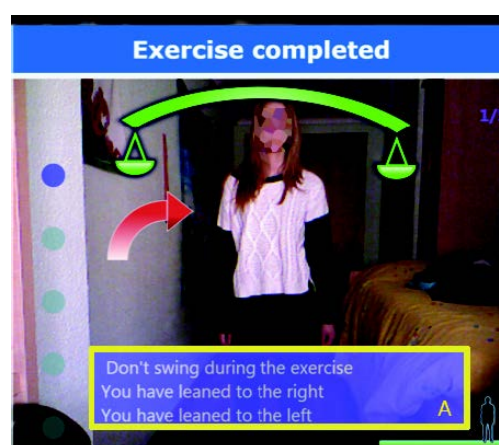 Exercise completed
1/
Don't swing during the exercise
You have leaned to the right
You have leaned to the left
A